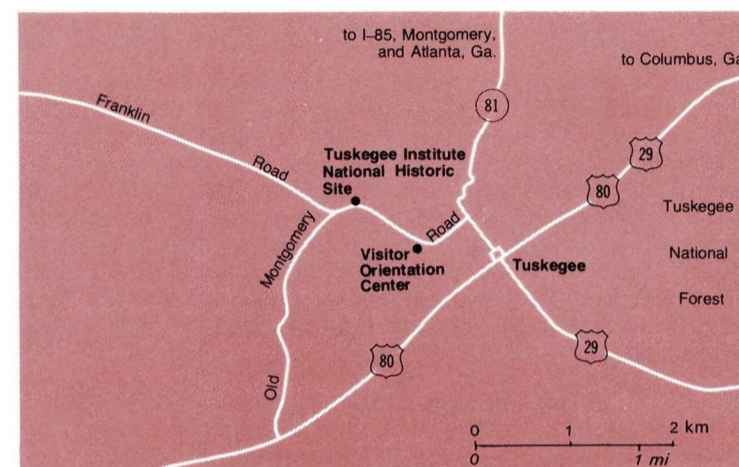 to I–85, Montgomery,
and Atlanta, Ga.
to Columbus, Ga
81
Franklin
Road
29
80
Tuskegee Institute
National Historic
Site
Tuskegee
National
Forest
Montgomery
Road
Visitor
Orientation
Center
Tuskegee
29
80
Old
0 1 2 km
0 1 mi